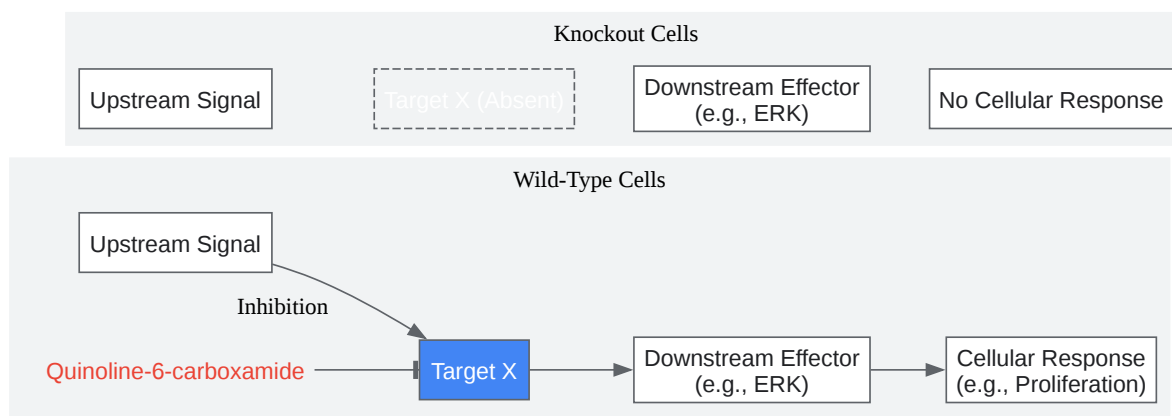 Knockout Cells
Upstream Signal
Target X (Absent)
Downstream Effector
(e.g., ERK)
No Cellular Response
Wild-Type Cells
Upstream Signal
Inhibition
Quinoline-6-carboxamide
Target X
Downstream Effector
(e.g., ERK)
Cellular Response
(e.g., Proliferation)